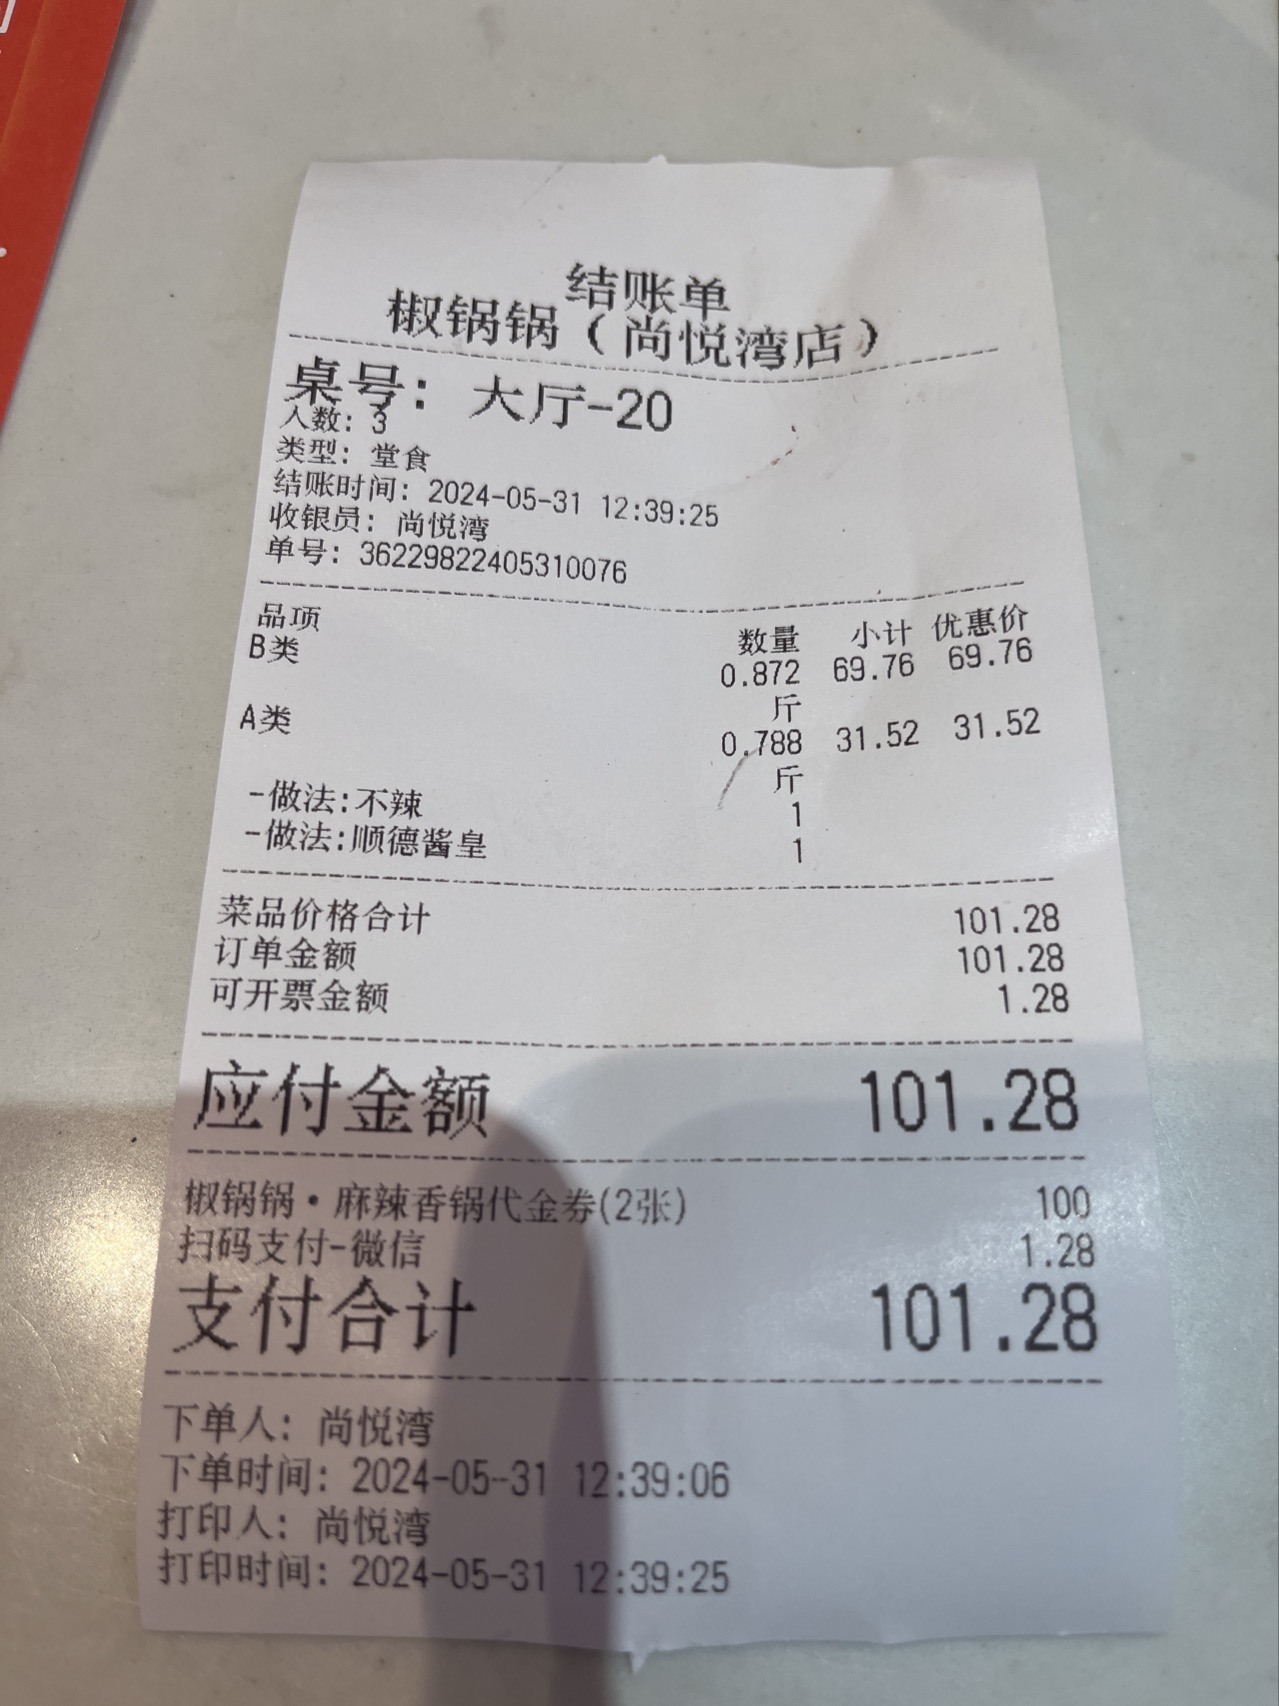 结账单
椒锅锅（尚悦湾店）
桌号：大厅-20
人数：3
类型：堂食
结账时间：2024-05-31 12:39:25
收银员：尚悦湾
单号：36229822405310076
品项 数量 小计 优惠价
B类 0.872 69.76 69.76
斤
A类 0.788 31.52 31.52
斤
-做法:不辣 1
-做法:顺德酱皇 1
菜品价格合计 101.28
订单金额 101.28
可开票金额 1.28
应付金额 101.28
椒锅锅·麻辣香锅代金券(2张) 100
扫码支付-微信 1.28
支付合计 101.28
下单人：尚悦湾
下单时间：2024-05-31 12:39:06
打印人：尚悦湾
打印时间：2024-05-31 12:39:25